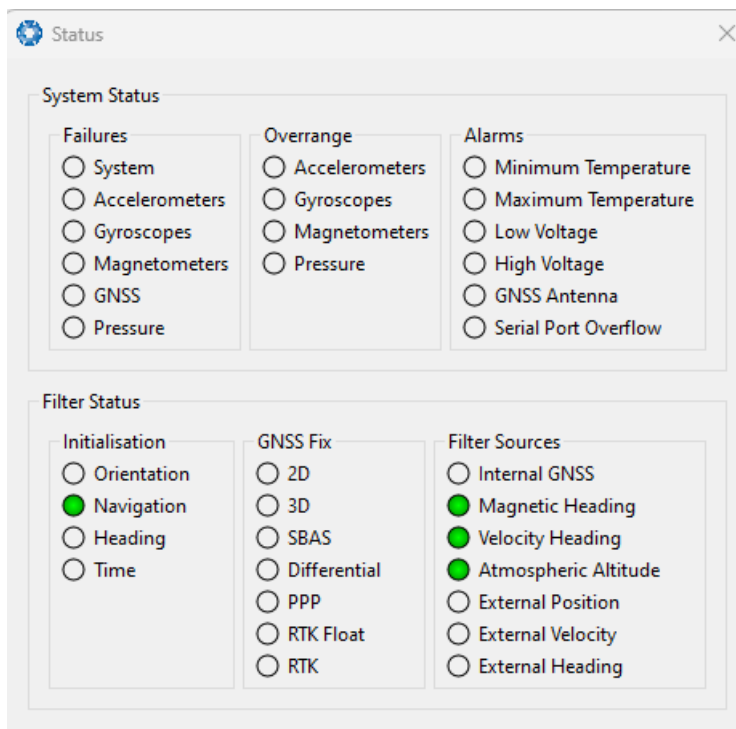 Status
System Status
Failures
System
Accelerometers
Gyroscopes
Magnetometers
GNSS
Pressure
Overrange
Accelerometers
Gyroscopes
Magnetometers
Pressure
Alarms
Minimum Temperature
Maximum Temperature
Low Voltage
High Voltage
GNSS Antenna
Serial Port Overflow
Filter Status
Initialisation
Orientation
Navigation
Heading
Time
GNSS Fix
2D
3D
SBAS
Differential
PPP
RTK Float
RTK
Filter Sources
Internal GNSS
Magnetic Heading
Velocity Heading
Atmospheric Altitude
External Position
External Velocity
External Heading